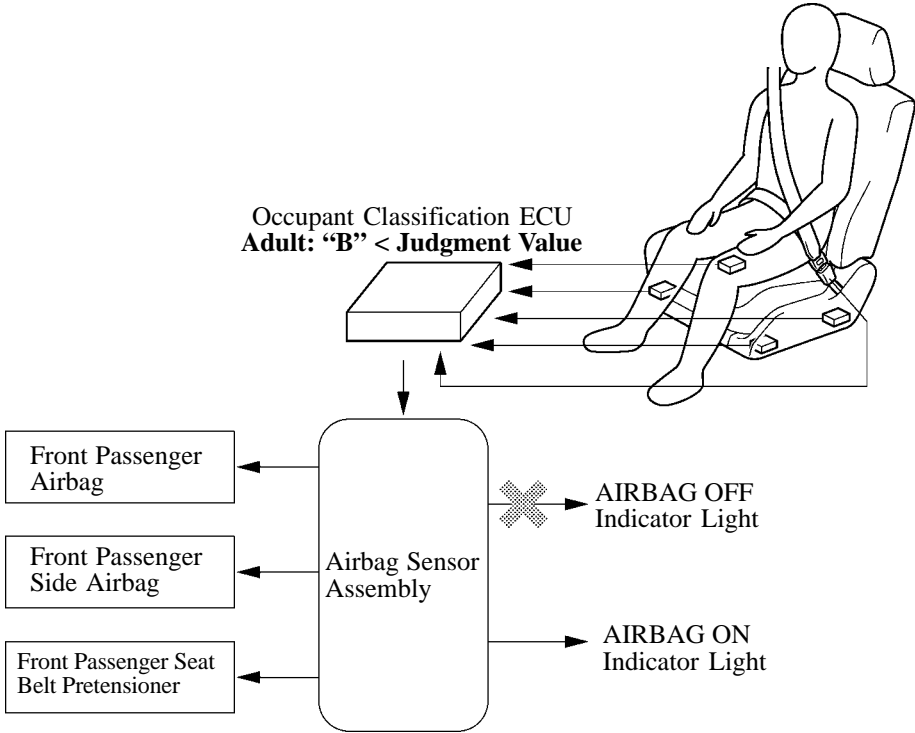 Occupant Classification ECU
Adult: “B” < Judgment Value
Front Passenger
Airbag
Front Passenger
Side Airbag
Front Passenger Seat
Belt Pretensioner
Airbag Sensor
Assembly
AIRBAG OFF
Indicator Light
AIRBAG ON
Indicator Light